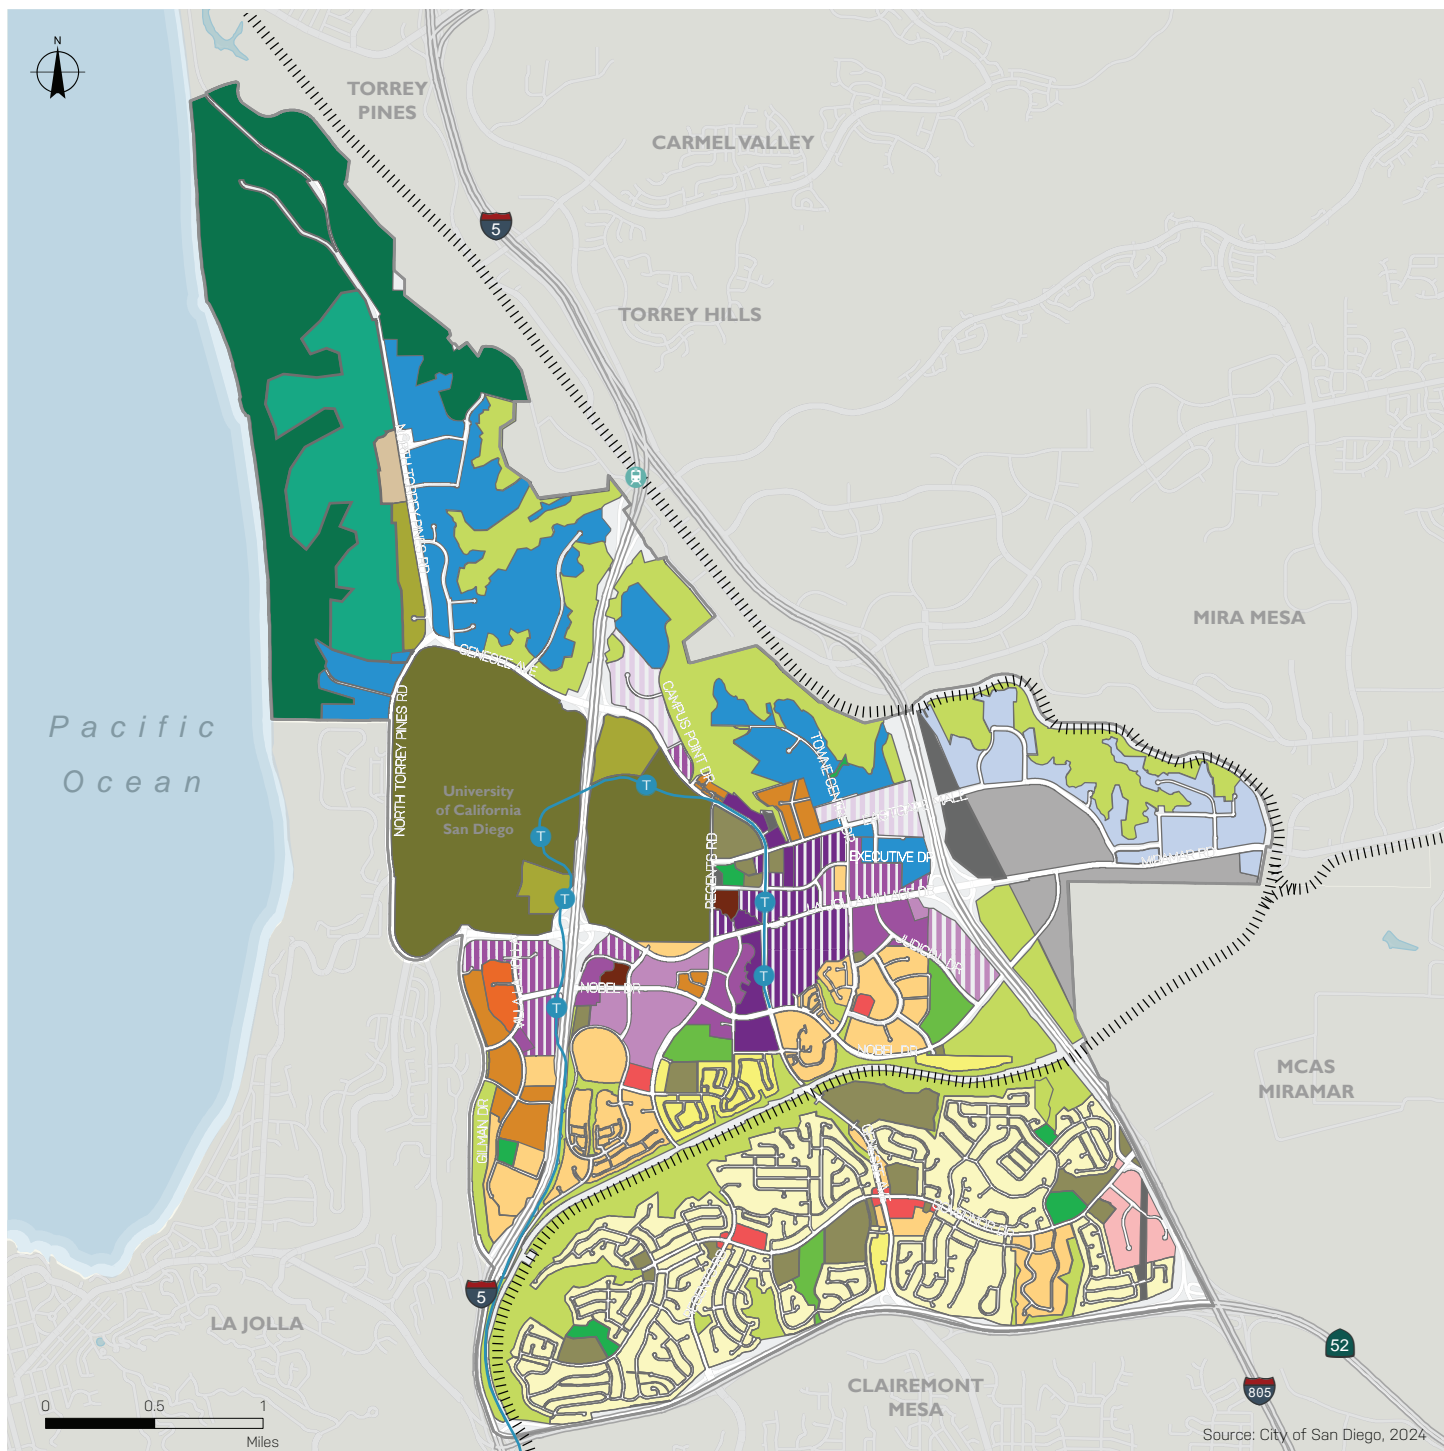 N
TORREY
PINES
CARMEL VALLEY
5
TORREY HILLS
MIRA MESA
GENESEE AVE
CAMPUS POINT DR
NORTH TORREY PINES RD
Pacific
Ocean
University
of California
San Diego
T
T
T
T
T
T
REGENTS RD
EXECUTIVE DR
MIRAMAR RD
JUDICIAL DR
NOBEL DR
NOBEL DR
GILMAN DR
MCAS
MIRAMAR
GOVERNOR DR
5
LA JOLLA
CLAIREMONT
MESA
52
805
0
0.5
1
Miles
Source: City of San Diego, 2024